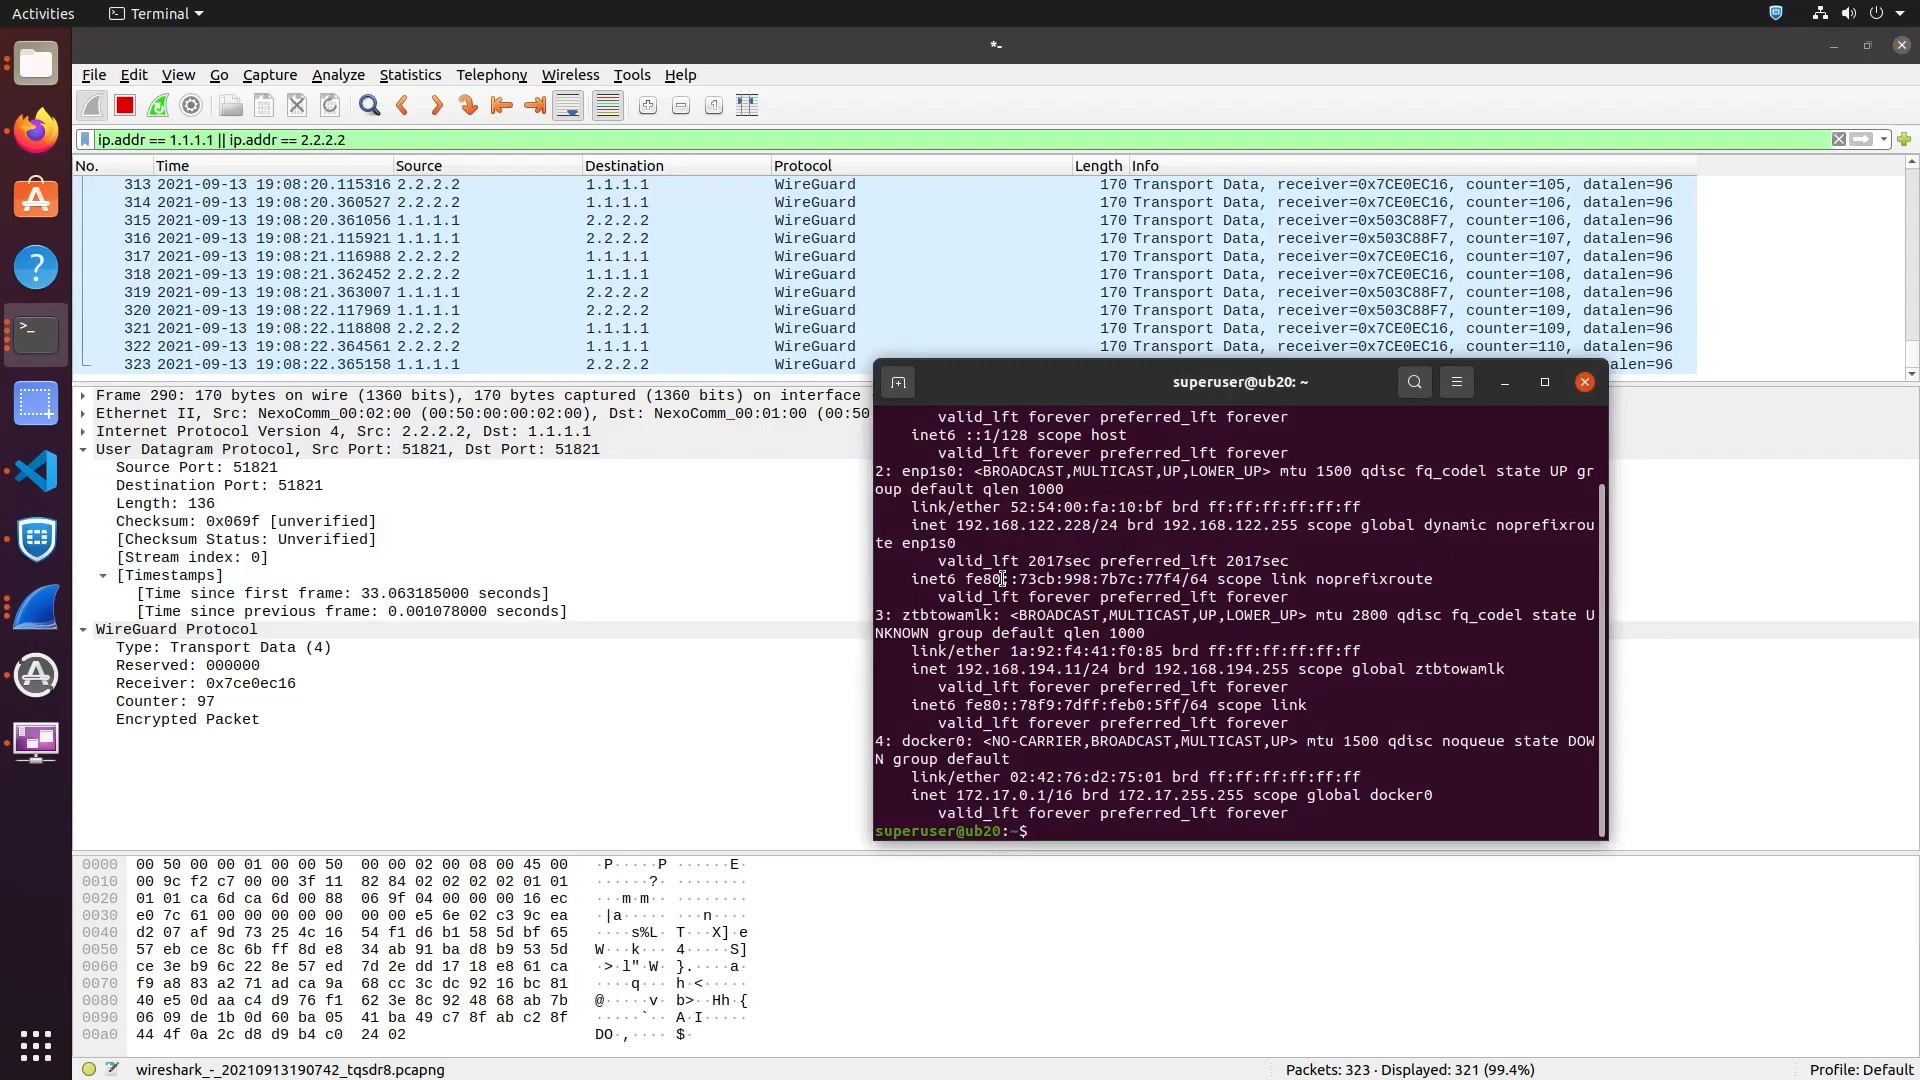 Activities Terminal
*-
File Edit View Go Capture Analyze Statistics Telephony Wireless Tools Help
ip.addr == 1.1.1.1 || ip.addr == 2.2.2.2
No. Time Source Destination Protocol Length Info
313 2021-09-13 19:08:20.115316 2.2.2.2 1.1.1.1 WireGuard 170 Transport Data, receiver=0x7CE0EC16, counter=105, datalen=96
314 2021-09-13 19:08:20.360527 2.2.2.2 1.1.1.1 WireGuard 170 Transport Data, receiver=0x7CE0EC16, counter=106, datalen=96
315 2021-09-13 19:08:20.361056 1.1.1.1 2.2.2.2 WireGuard 170 Transport Data, receiver=0x503C88F7, counter=106, datalen=96
316 2021-09-13 19:08:21.115921 1.1.1.1 2.2.2.2 WireGuard 170 Transport Data, receiver=0x503C88F7, counter=107, datalen=96
317 2021-09-13 19:08:21.116988 2.2.2.2 1.1.1.1 WireGuard 170 Transport Data, receiver=0x7CE0EC16, counter=107, datalen=96
318 2021-09-13 19:08:21.362452 2.2.2.2 1.1.1.1 WireGuard 170 Transport Data, receiver=0x7CE0EC16, counter=108, datalen=96
319 2021-09-13 19:08:21.363007 1.1.1.1 2.2.2.2 WireGuard 170 Transport Data, receiver=0x503C88F7, counter=108, datalen=96
320 2021-09-13 19:08:22.117969 1.1.1.1 2.2.2.2 WireGuard 170 Transport Data, receiver=0x503C88F7, counter=109, datalen=96
321 2021-09-13 19:08:22.118808 2.2.2.2 1.1.1.1 WireGuard 170 Transport Data, receiver=0x7CE0EC16, counter=109, datalen=96
322 2021-09-13 19:08:22.364561 2.2.2.2 1.1.1.1 WireGuard 170 Transport Data, receiver=0x7CE0EC16, counter=110, datalen=96
323 2021-09-13 19:08:22.365158 1.1.1.1 2.2.2.2 WireGuard datalen=96
Frame 290: 170 bytes on wire (1360 bits), 170 bytes captured (1360 bits) on interface
Ethernet II, Src: NexoComm_00:02:00 (00:50:00:00:02:00), Dst: NexoComm_00:01:00 (00:50
Internet Protocol Version 4, Src: 2.2.2.2, Dst: 1.1.1.1
User Datagram Protocol, Src Port: 51821, Dst Port: 51821
Source Port: 51821
Destination Port: 51821
Length: 136
Checksum: 0x069f [unverified]
[Checksum Status: Unverified]
[Stream index: 0]
[Timestamps]
[Time since first frame: 33.063185000 seconds]
[Time since previous frame: 0.001078000 seconds]
WireGuard Protocol
Type: Transport Data (4)
Reserved: 000000
Receiver: 0x7ce0ec16
Counter: 97
Encrypted Packet
superuser@ub20: ~
valid_lft forever preferred_lft forever
inet6 ::1/128 scope host
valid_lft forever preferred_lft forever
2: enp1s0: <BROADCAST,MULTICAST,UP,LOWER_UP> mtu 1500 qdisc fq_codel state UP gr
oup default qlen 1000
link/ether 52:54:00:fa:10:bf brd ff:ff:ff:ff:ff:ff
inet 192.168.122.228/24 brd 192.168.122.255 scope global dynamic noprefixrou
te enp1s0
valid_lft 2017sec preferred_lft 2017sec
inet6 fe80::73cb:998:7b7c:77f4/64 scope link noprefixroute
valid_lft forever preferred_lft forever
3: ztbtowamlk: <BROADCAST,MULTICAST,UP,LOWER_UP> mtu 2800 qdisc fq_codel state U
NKNOWN group default qlen 1000
link/ether 1a:92:f4:41:f0:85 brd ff:ff:ff:ff:ff:ff
inet 192.168.194.11/24 brd 192.168.194.255 scope global ztbtowamlk
valid_lft forever preferred_lft forever
inet6 fe80::78f9:7dff:feb0:5ff/64 scope link
valid_lft forever preferred_lft forever
4: docker0: <NO-CARRIER,BROADCAST,MULTICAST,UP> mtu 1500 qdisc noqueue state DOW
N group default
link/ether 02:42:76:d2:75:01 brd ff:ff:ff:ff:ff:ff
inet 172.17.0.1/16 brd 172.17.255.255 scope global docker0
valid_lft forever preferred_lft forever
superuser@ub20:~$
0000 00 50 00 00 01 00 00 50 00 00 02 00 08 00 45 00 ·P·····P ······E·
0010 00 9c f2 c7 00 00 3f 11 82 84 02 02 02 02 01 01 ······?· ········
0020 01 01 ca 6d ca 6d 00 88 06 9f 04 00 00 00 16 ec ···m·m·· ········
0030 e0 7c 61 00 00 00 00 00 00 00 e5 6e 02 c3 9c ea ·|a····· ···n····
0040 d2 07 af 9d 73 25 4c 16 54 f1 d6 b1 58 5d bf 65 ····s%L· T···X]·e
0050 57 eb ce 8c 6b ff 8d e8 34 ab 91 ba d8 b9 53 5d W···k··· 4·····S]
0060 ce 3e b9 6c 22 8e 57 ed 7d 2e dd 17 18 e8 61 ca ·>·l"·W· }.····a·
0070 f9 a8 83 a2 71 ad ca 9a 68 cc 3c dc 92 16 bc 81 ····q··· h·<·····
0080 40 e5 0d aa c4 d9 76 f1 62 3e 8c 92 48 68 ab 7b @·····v· b>··Hh·{
0090 06 09 de 1b 0d 60 ba 05 41 ba 49 c7 8f ab c2 8f ·····`·· A·I·····
00a0 44 4f 0a 2c d8 d9 b4 c0 24 02 DO·,···· $·
wireshark_-_20210913190742_tqsdr8.pcapng Packets: 323 · Displayed: 321 (99.4%) Profile: Default